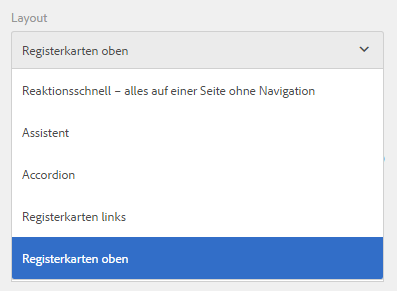 Layout
Registerkarten oben
Reaktionsschnell – alles auf einer Seite ohne Navigation
Assistent
Accordion
Registerkarten links
Registerkarten oben